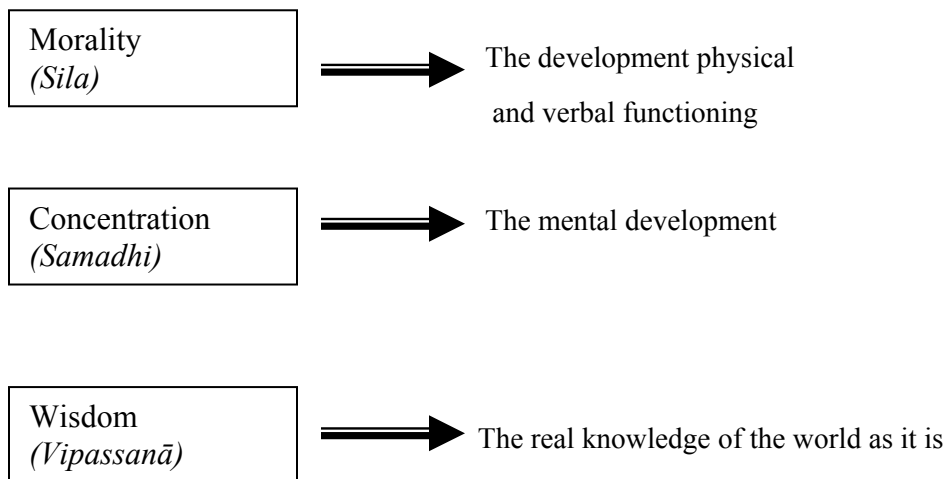 Morality
(Sila)
The development physical
and verbal functioning
Concentration
(Samadhi)
The mental development
Wisdom
(Vipassanā)
The real knowledge of the world as it is